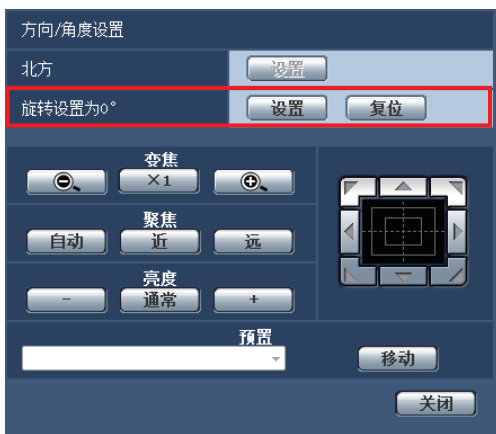 方向/角度设置
北方 设置
旋转设置为0° 设置 复位
变焦
×1
聚焦
自动 近 远
亮度
- 通常 +
预置
移动
关闭